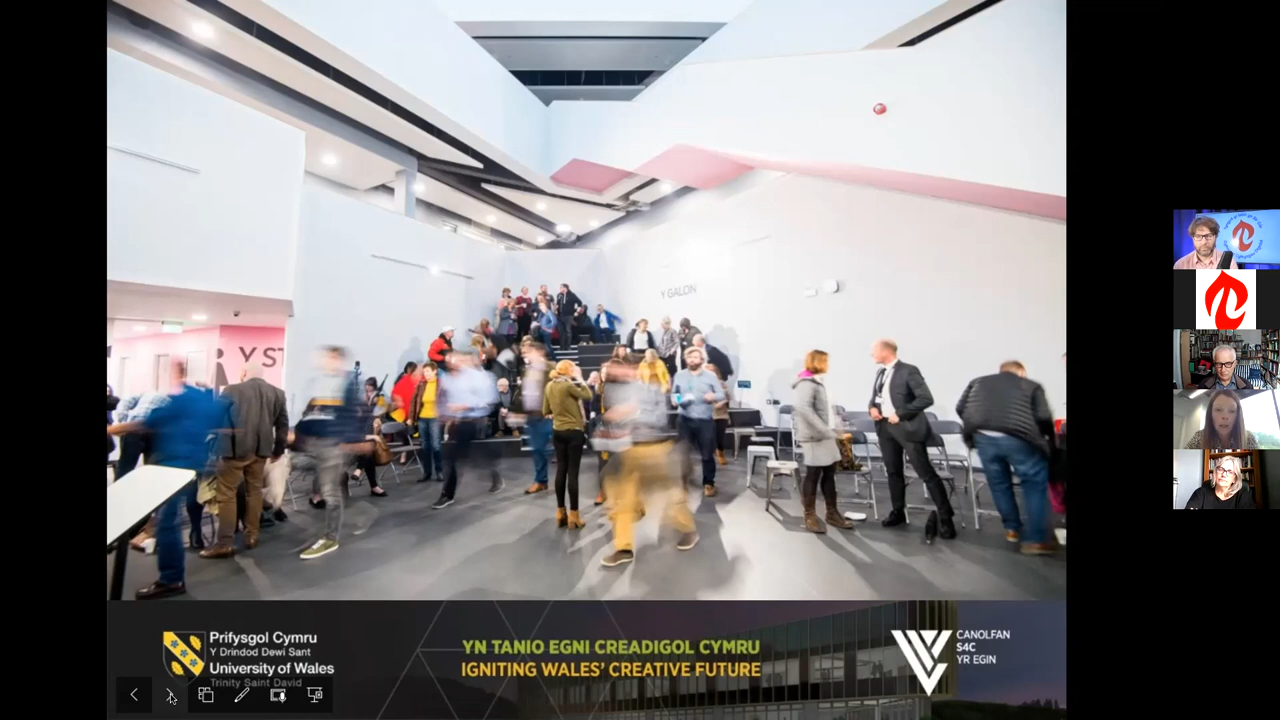 Y GALON
Y ST
Prifysgol Cymru
Y Drindod Dewi Sant
University of Wales
Trinity Saint David
YN TANIO EGNI CREADIGOL CYMRU
IGNITING WALES' CREATIVE FUTURE
CANOLFAN
S4C
YR EGIN